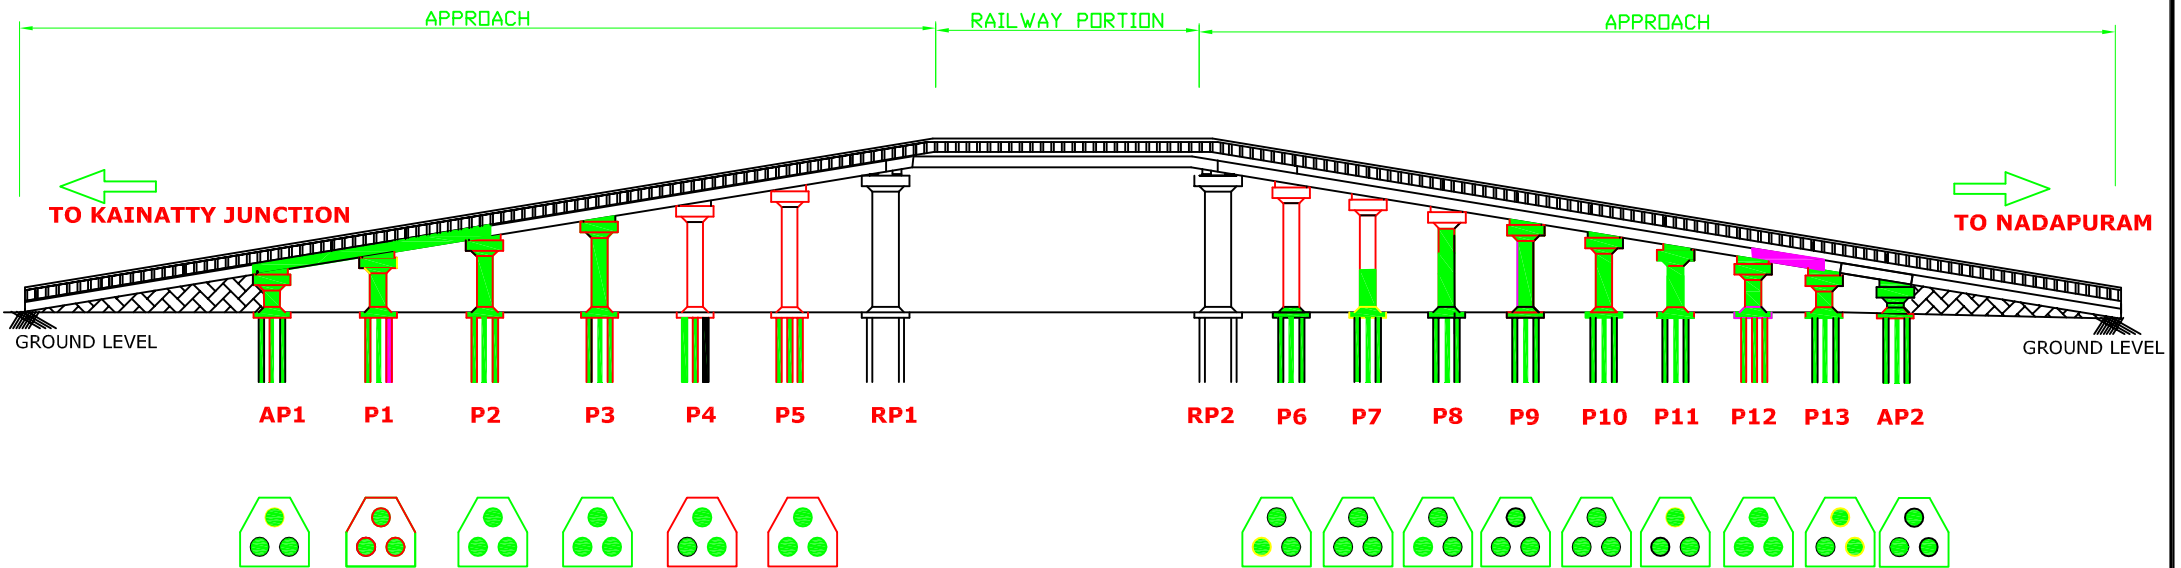 APPROACH
RAILWAY PORTION
APPROACH
TO KAINATTY JUNCTION
TO NADAPURAM
GROUND LEVEL
GROUND LEVEL
AP1 P1 P2 P3 P4 P5 RP1 RP2 P6 P7 P8 P9 P10 P11 P12 P13 AP2